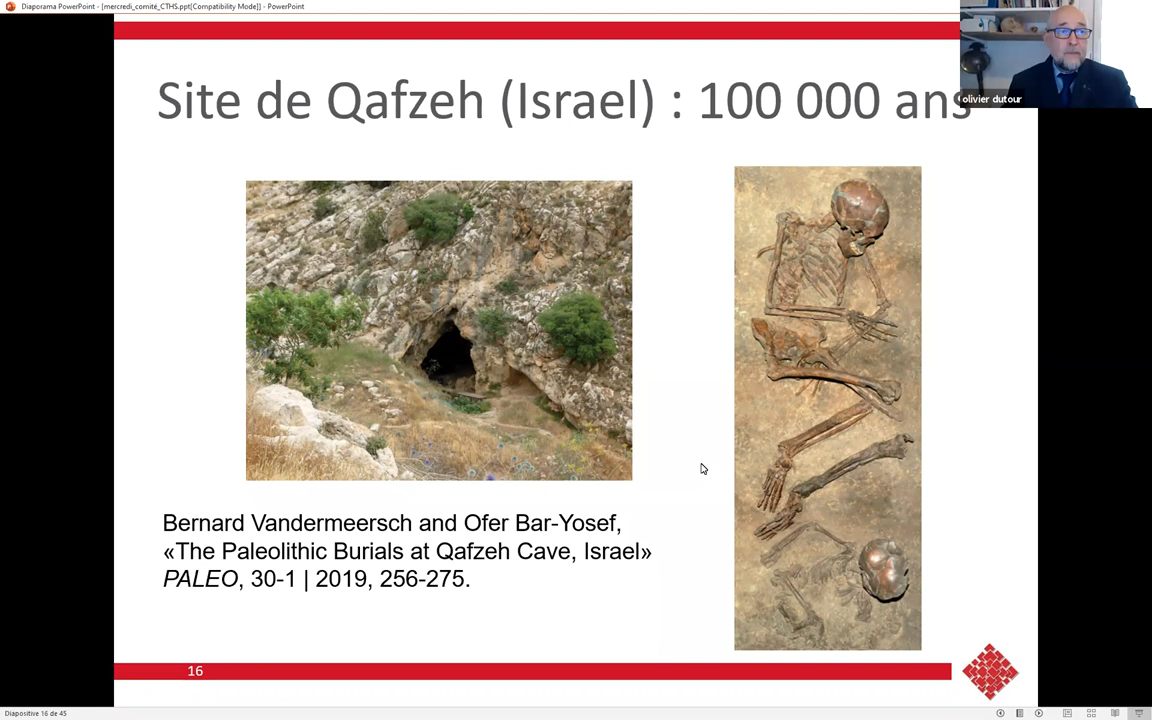 Diaporama PowerPoint - [mercredi_comité_CTHS.ppt[Compatibility Mode]] - PowerPoint
Site de Qafzeh (Israel) : 100 000 ans
olivier dutour
Bernard Vandermeersch and Ofer Bar-Yosef,
«The Paleolithic Burials at Qafzeh Cave, Israel»
PALEO, 30-1 | 2019, 256-275.
16
Diapositive 16 de 45